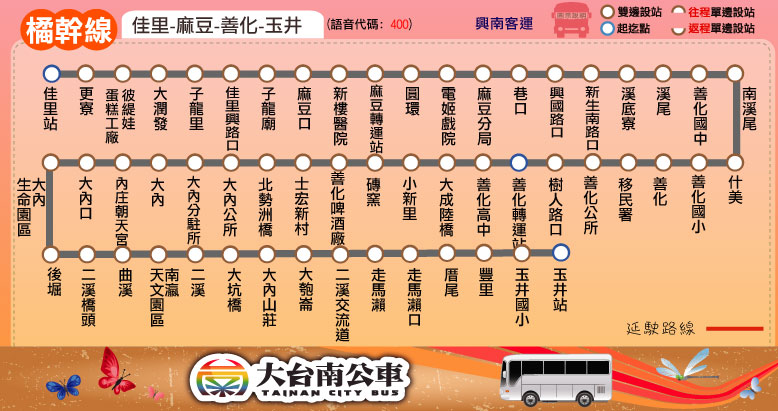 橘幹線
佳里-麻豆-善化-玉井
(語音代碼: 400)
興南客運
雙邊設站
往程單邊設站
起迄點
返程單邊設站
佳里站
更寮
彼緹娃
蛋糕工廠
大潤發
子龍里
佳里興路口
子龍廟
麻豆口
新樓醫院
麻豆轉運站
圓環
電姬戲院
麻豆分局
巷口
興國路口
新生南路口
溪底寮
溪尾
善化國中
南溪尾
什美
善化國小
善化
移民署
善化公所
樹人路口
善化轉運站
善化高中
大成陸橋
小新里
磚窯
善化啤酒廠
士宏新村
北勢洲橋
大內公所
大內分駐所
大內
內庄朝天宮
大內口
大內
生命園區
後堀
二溪橋頭
曲溪
南瀛
天文園區
二溪
大坑橋
大內山莊
大匏崙
二溪交流道
走馬瀨
走馬瀨口
厝尾
豐里
玉井國小
玉井站
延駛路線
大台南公車
TAINAN CITY BUS